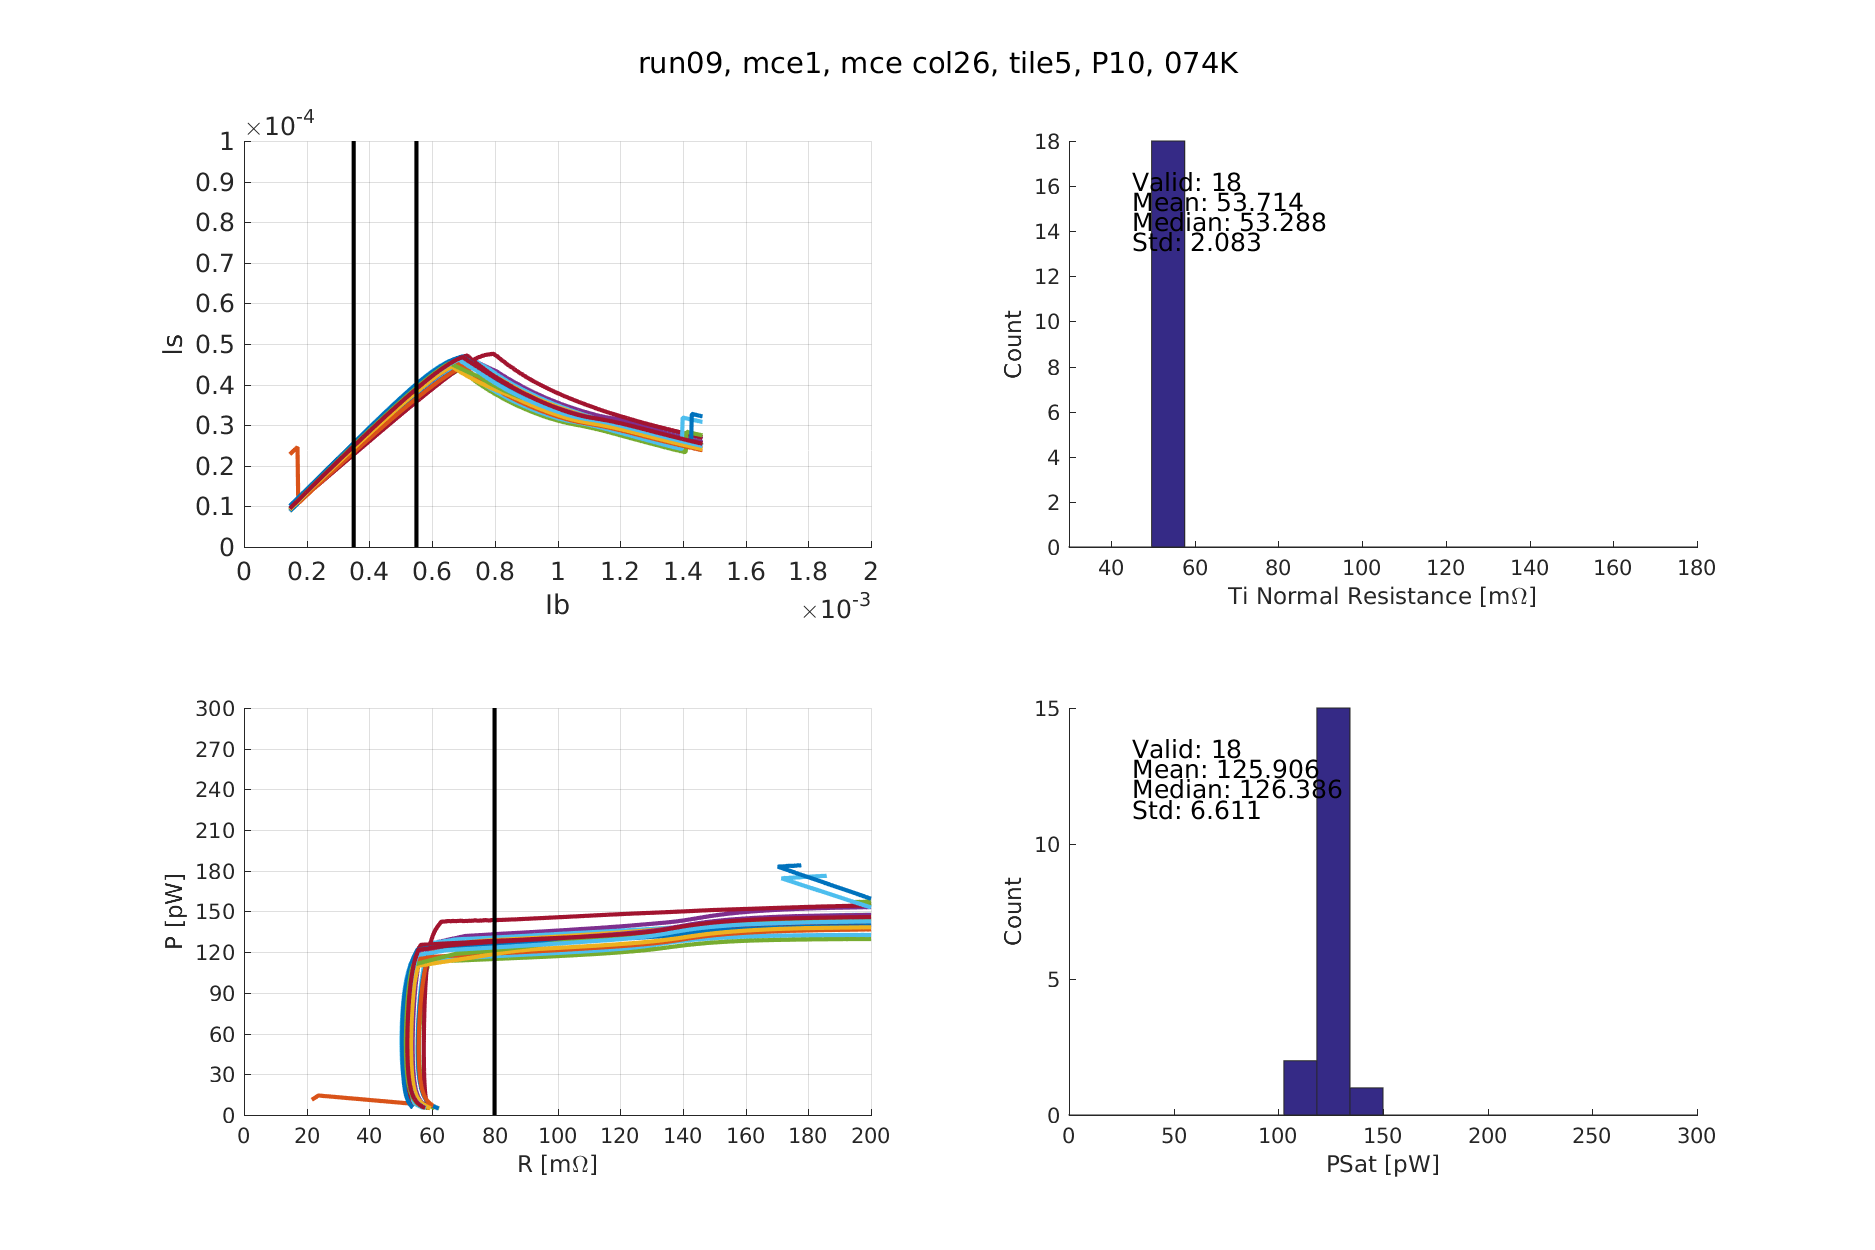 run09, mce1, mce col26, tile5, P10, 074K
×10-4
1
0.9
0.8
0.7
0.6
0.5
0.4
0.3
0.2
0.1
0
Is
0 0.2 0.4 0.6 0.8 1 1.2 1.4 1.6 1.8 2
Ib
×10-3
18
16
14
12
10
8
6
4
2
0
Count
Valid: 18
Mean: 53.714
Median: 53.288
Std: 2.083
40 60 80 100 120 140 160 180
Ti Normal Resistance [mΩ]
300
270
240
210
180
150
120
90
60
30
0
P [pW]
0 20 40 60 80 100 120 140 160 180 200
R [mΩ]
15
10
5
0
Count
Valid: 18
Mean: 125.906
Median: 126.386
Std: 6.611
0 50 100 150 200 250 300
PSat [pW]